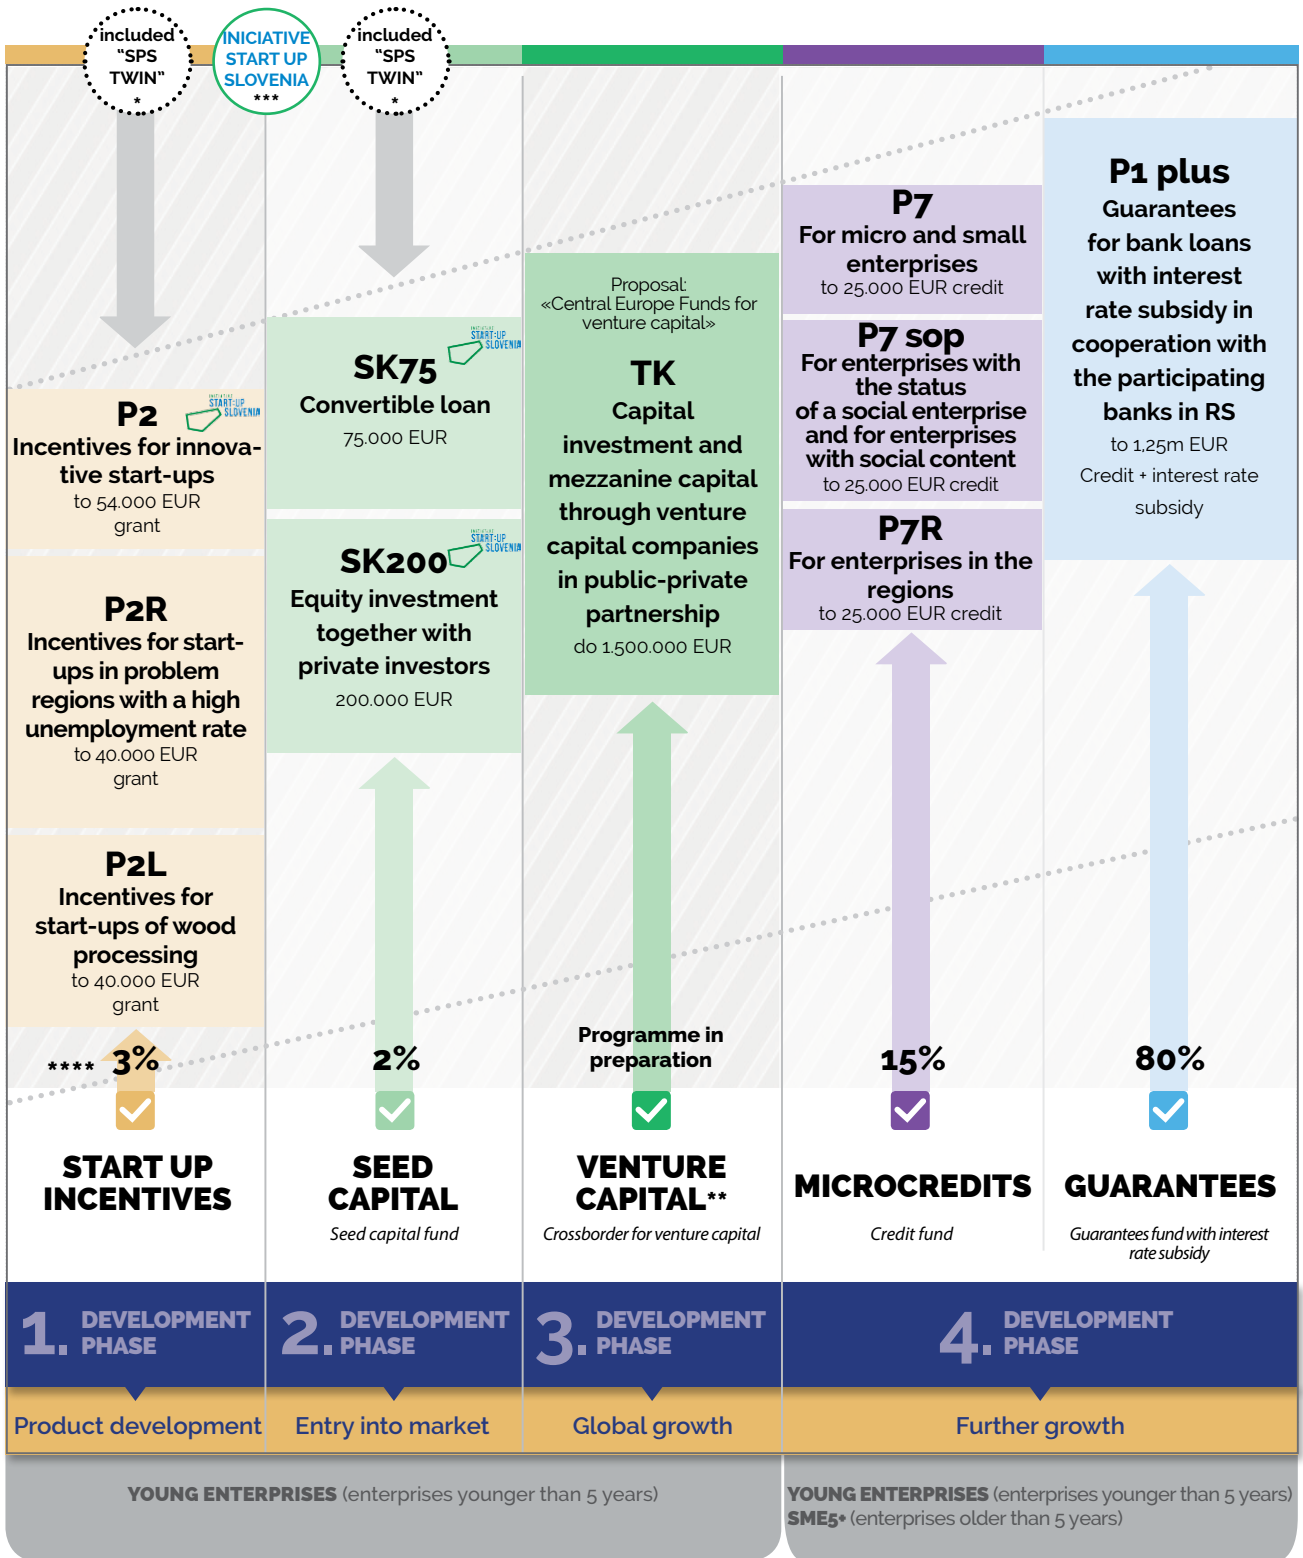 included
“SPS
TWIN”
*
INICIATIVE
START UP
SLOVENIA
***
included
“SPS
TWIN”
*
P2
INICIATIVE
START:UP
SLOVENIA
Incentives for innova-
tive start-ups
to 54.000 EUR
grant
P2R
Incentives for start-
ups in problem
regions with a high
unemployment rate
to 40.000 EUR
grant
P2L
Incentives for
start-ups of wood
processing
to 40.000 EUR
grant
**** 3%
START UP
INCENTIVES
INICIATIVE
START:UP
SLOVENIA
SK75
Convertible loan
75.000 EUR
INICIATIVE
START:UP
SLOVENIA
SK200
Equity investment
together with
private investors
200.000 EUR
2%
SEED
CAPITAL
Seed capital fund
Proposal:
«Central Europe Funds for
venture capital»
TK
Capital
investment and
mezzanine capital
through venture
capital companies
in public-private
partnership
do 1.500.000 EUR
Programme in
preparation
VENTURE
CAPITAL**
Crossborder for venture capital
P7
For micro and small
enterprises
to 25.000 EUR credit
P7 sop
For enterprises with
the status
of a social enterprise
and for enterprises
with social content
to 25.000 EUR credit
P7R
For enterprises in the
regions
to 25.000 EUR credit
15%
MICROCREDITS
Credit fund
P1 plus
Guarantees
for bank loans
with interest
rate subsidy in
cooperation with
the participating
banks in RS
to 1,25m EUR
Credit + interest rate
subsidy
80%
GUARANTEES
Guarantees fund with interest
rate subsidy
1. DEVELOPMENT
PHASE
2. DEVELOPMENT
PHASE
3. DEVELOPMENT
PHASE
4. DEVELOPMENT
PHASE
Product development
Entry into market
Global growth
Further growth
YOUNG ENTERPRISES (enterprises younger than 5 years)
YOUNG ENTERPRISES (enterprises younger than 5 years)
SME5+ (enterprises older than 5 years)